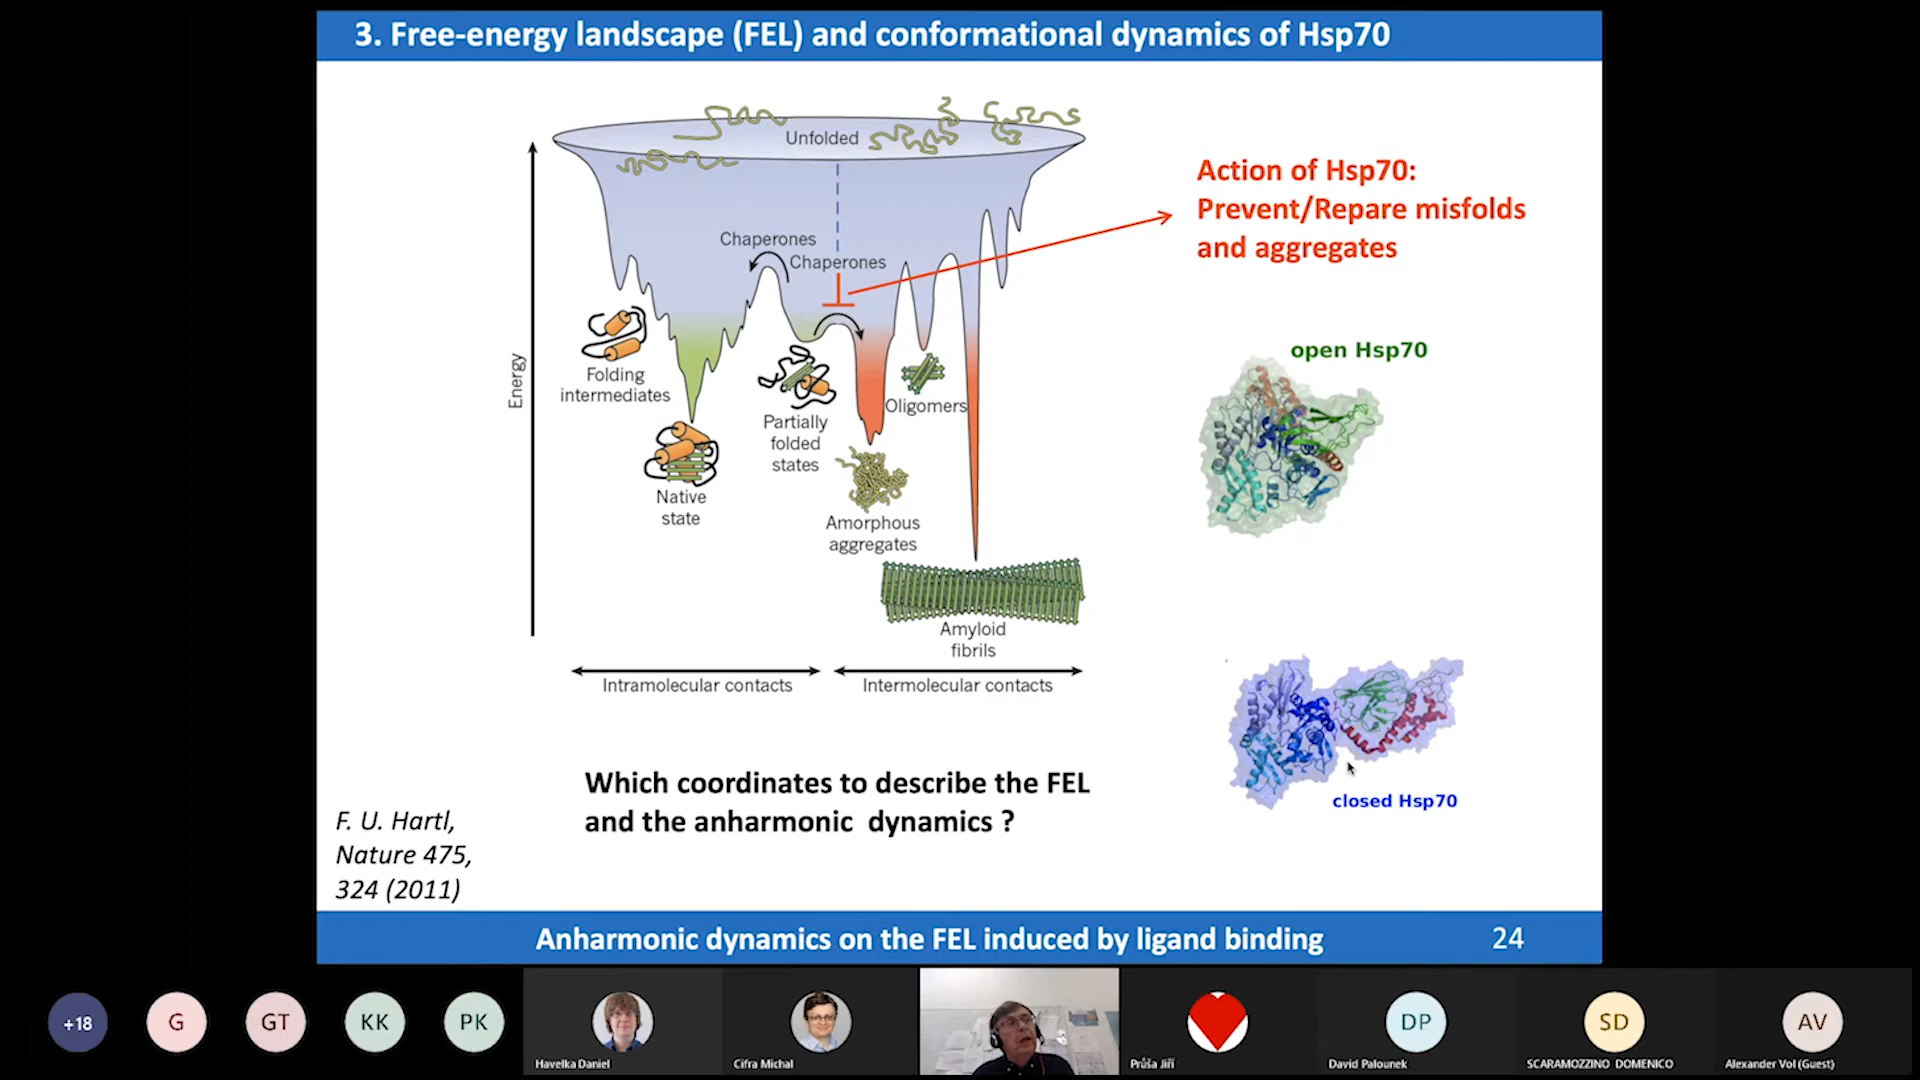 3. Free-energy landscape (FEL) and conformational dynamics of Hsp70
Unfolded
Chaperones
Chaperones
Energy
Folding
intermediates
Native
state
Partially
folded
states
Amorphous
aggregates
Oligomers
Amyloid
fibrils
Intramolecular contacts
Intermolecular contacts
Action of Hsp70:
Prevent/Repare misfolds
and aggregates
open Hsp70
closed Hsp70
Which coordinates to describe the FEL
and the anharmonic dynamics ?
F. U. Hartl,
Nature 475,
324 (2011)
Anharmonic dynamics on the FEL induced by ligand binding
24
+18
G
GT
KK
PK
Havelka Daniel
Cifra Michal
Průša Jiří
DP
David Palounek
SD
SCARAMOZZINO DOMENICO
AV
Alexander Vol (Guest)